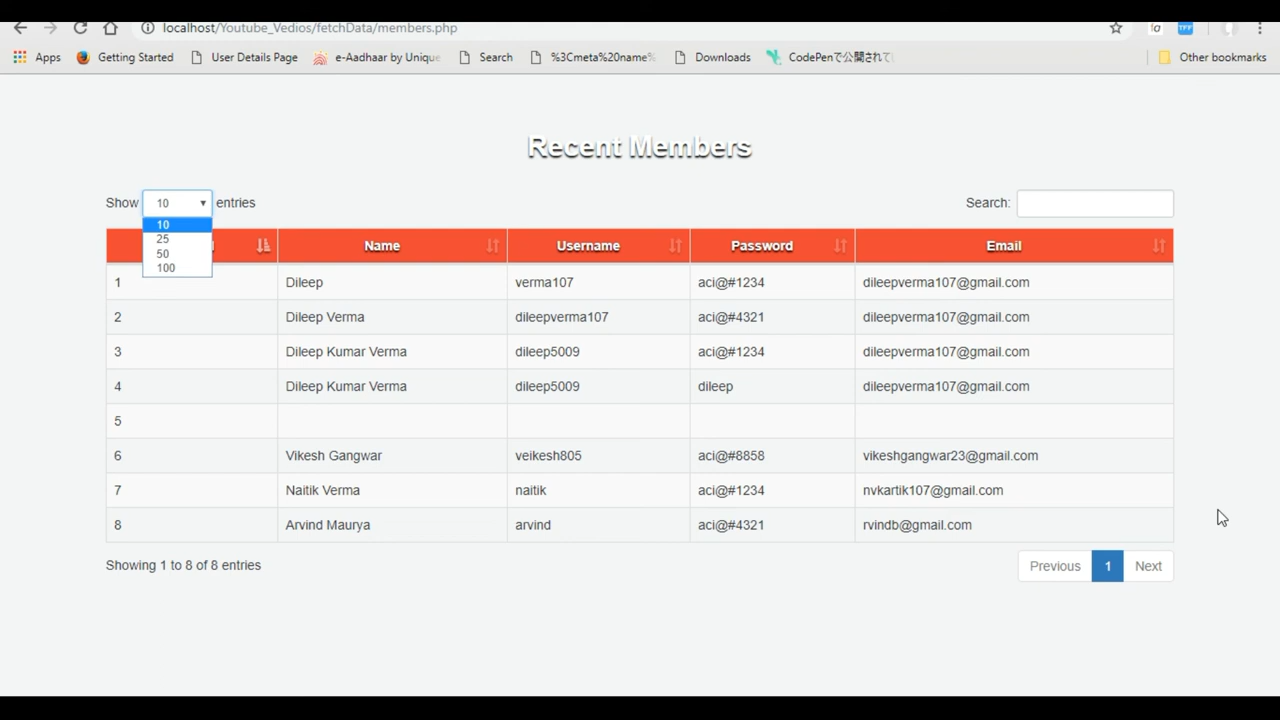 localhost/Youtube_Vedios/fetchData/members.php
Apps Getting Started User Details Page e-Aadhaar by Unique Search %3Cmeta%20name% Downloads CodePenで公開されて Other bookmarks
Recent Members
Show 10 entries Search:
10
25
50
100
Name Username Password Email
1 Dileep verma107 aci@#1234 dileepverma107@gmail.com
2 Dileep Verma dileepverma107 aci@#4321 dileepverma107@gmail.com
3 Dileep Kumar Verma dileep5009 aci@#1234 dileepverma107@gmail.com
4 Dileep Kumar Verma dileep5009 dileep dileepverma107@gmail.com
5
6 Vikesh Gangwar veikesh805 aci@#8858 vikeshgangwar23@gmail.com
7 Naitik Verma naitik aci@#1234 nvkartik107@gmail.com
8 Arvind Maurya arvind aci@#4321 rvindb@gmail.com
Showing 1 to 8 of 8 entries Previous 1 Next